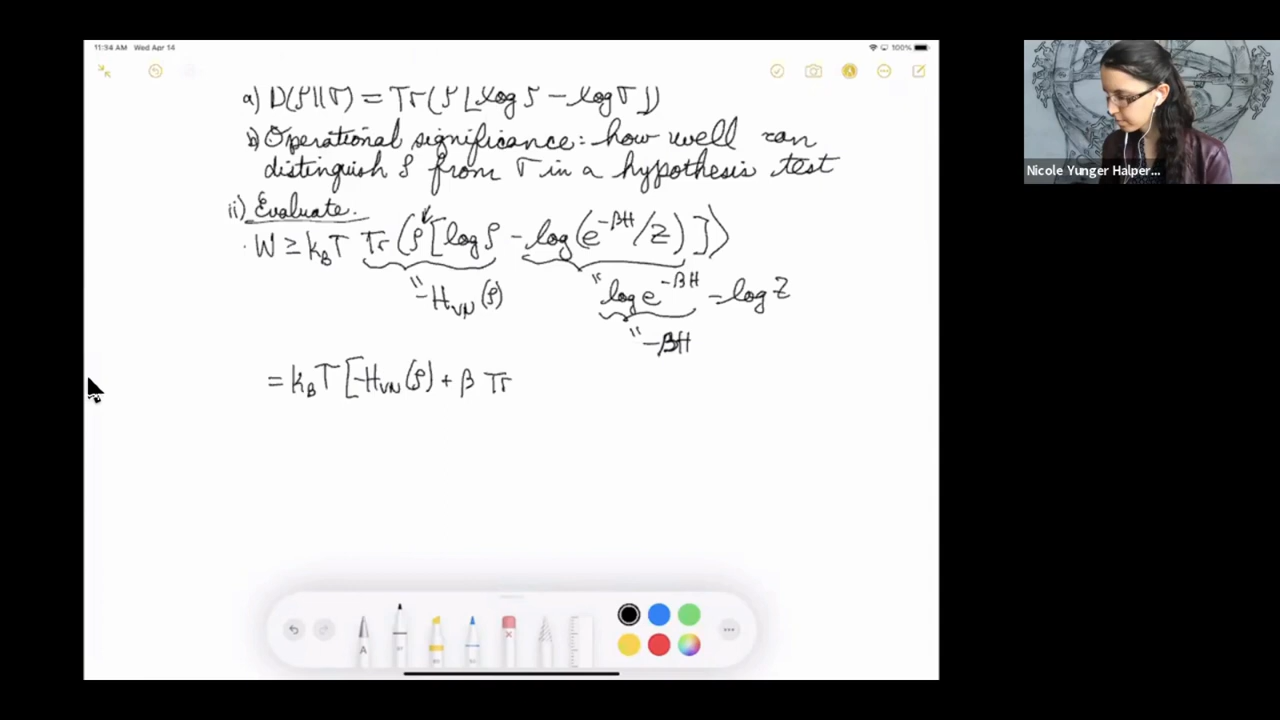 11:34 AM Wed Apr 14
100%
a) D(ρ||σ) = Tr(ρ[log ρ − log σ])
b) Operational significance: how well can
distinguish ρ from σ in a hypothesis test
ii) Evaluate.
· W ≥ k_B T Tr(ρ[log ρ − log(e^{−βH}/Z)])
" −H_VN(ρ)
" log e^{−βH} − log Z
" −βH
= k_B T[−H_VN(ρ) + β Tr
Nicole Yunger Halper...